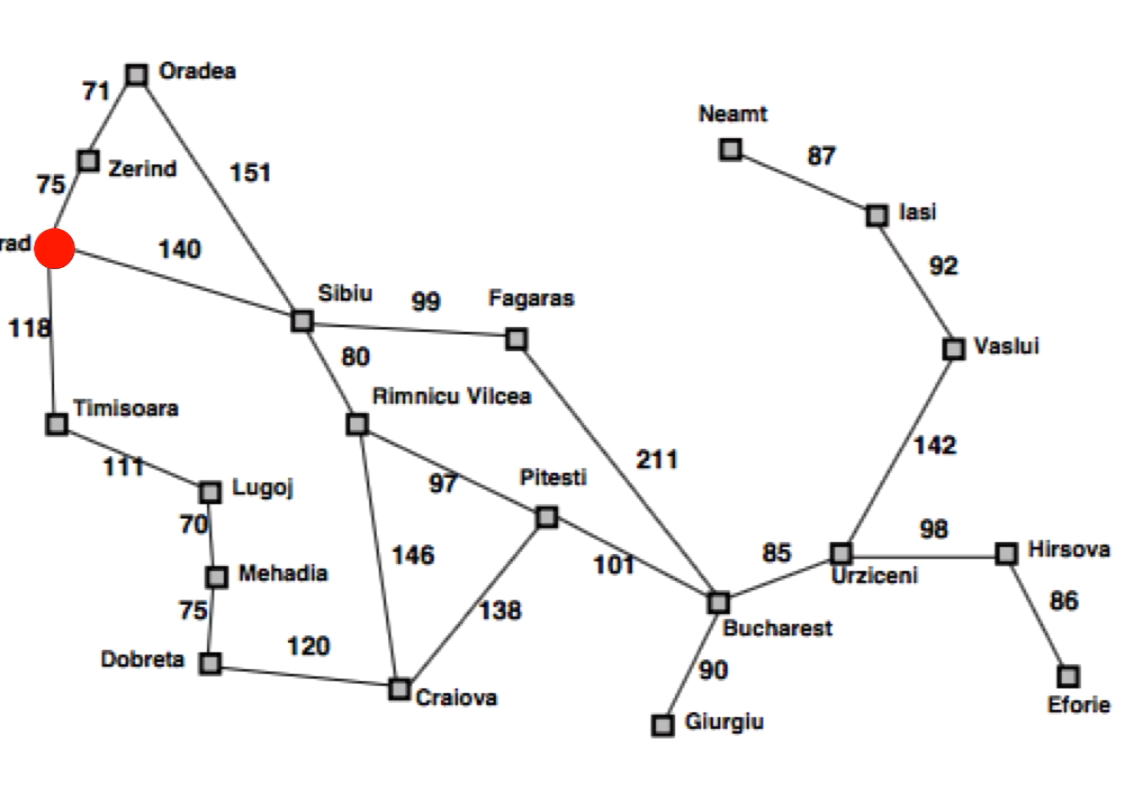 Oradea
71
Neamt
87
Zerind
151
75
Iasi
rad
140
92
Sibiu
99
Fagaras
118
80
Vaslui
Rimnicu Vilcea
Timisoara
142
111
97
211
Pitesti
Lugoj
70
98
146
85
Hirsova
101
Mehadia
Urziceni
75
138
86
120
Bucharest
Dobreta
90
Craiova
Eforie
Giurgiu